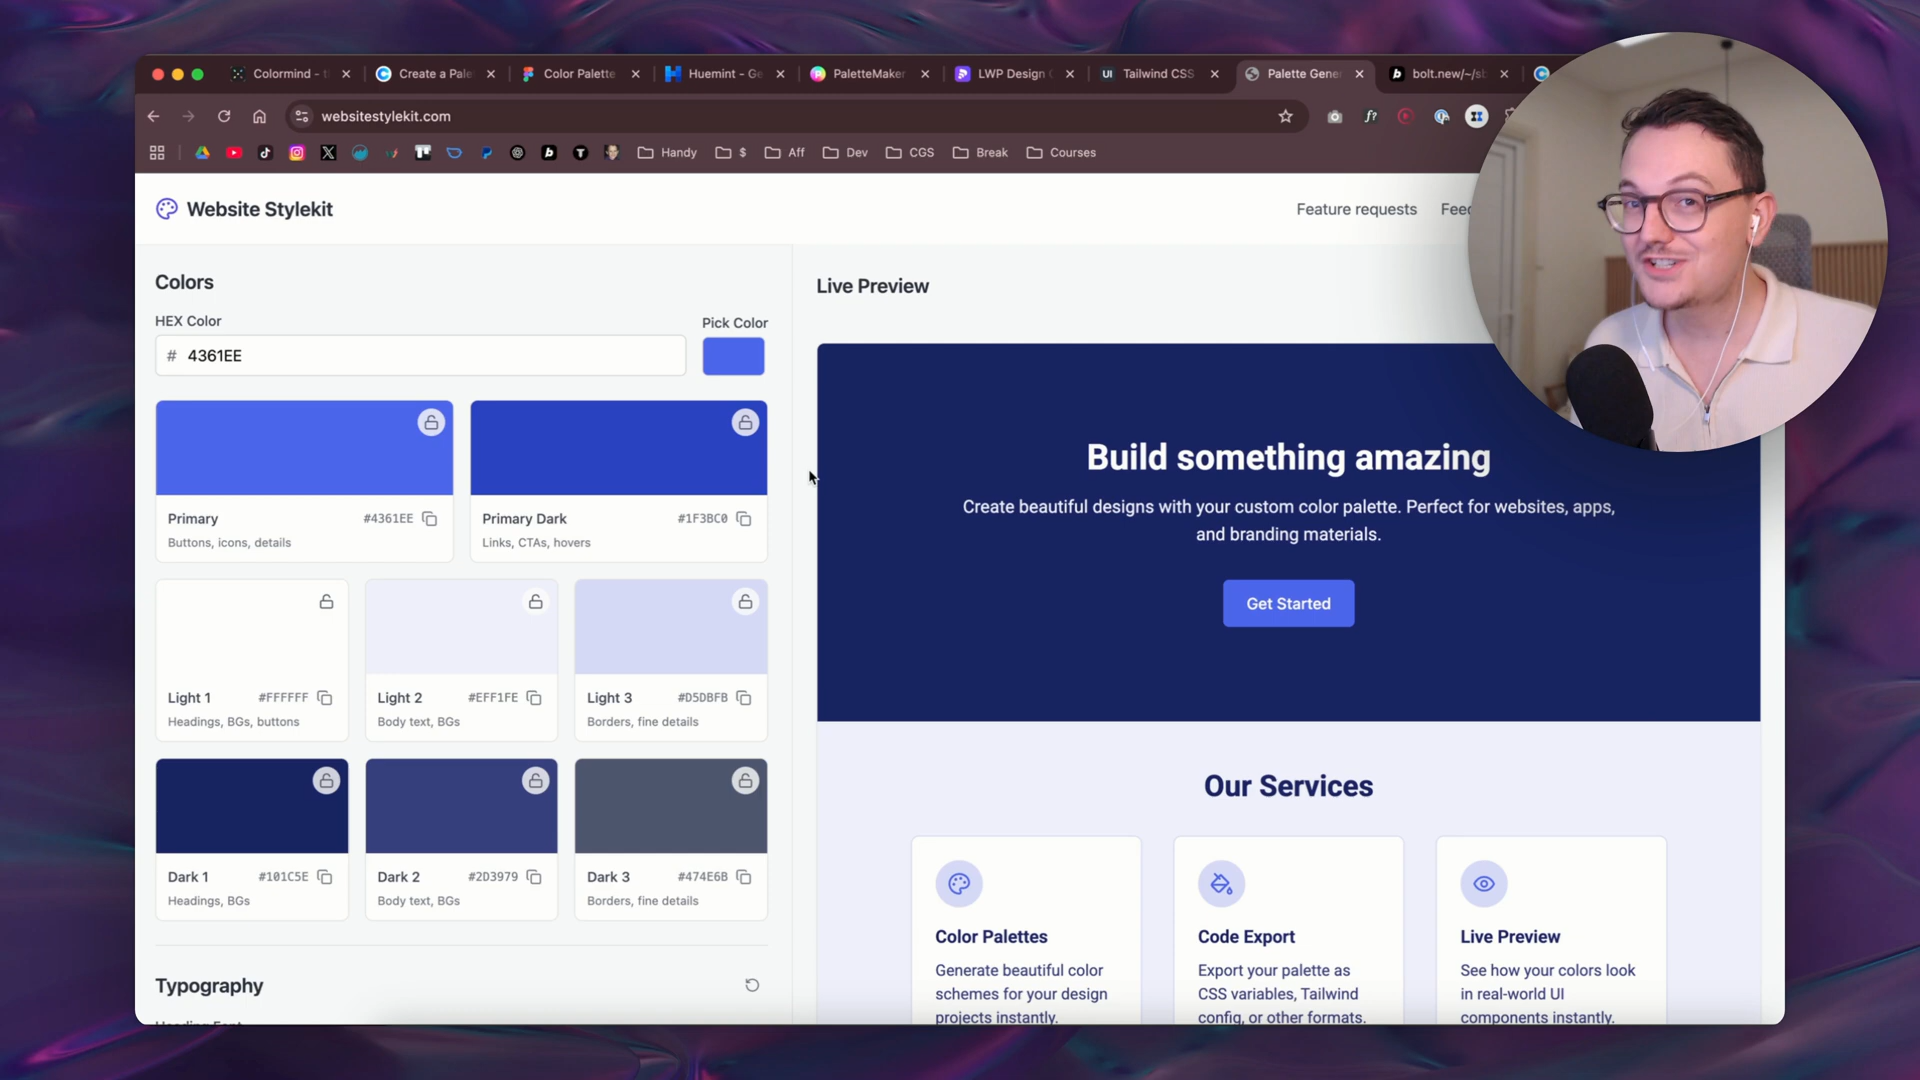 Colormind - t
Create a Pale
Color Palette
Huemint - Ge
PaletteMaker
LWP Design C
UI Tailwind CSS
Palette Gene
bolt.new/~/sb
websitestylekit.com
f?
Handy
$
Aff
Dev
CGS
Break
Courses
Website Stylekit
Feature requests
Feed
Colors
HEX Color
Pick Color
# 4361EE
Primary
#4361EE
Buttons, icons, details
Primary Dark
#1F3BC0
Links, CTAs, hovers
Light 1
#FFFFFF
Headings, BGs, buttons
Light 2
#EFF1FE
Body text, BGs
Light 3
#D5DBFB
Borders, fine details
Dark 1
#101C5E
Headings, BGs
Dark 2
#2D3979
Body text, BGs
Dark 3
#474E6B
Borders, fine details
Typography
Heading Font
Live Preview
Build something amazing
Create beautiful designs with your custom color palette. Perfect for websites, apps,
and branding materials.
Get Started
Our Services
Color Palettes
Generate beautiful color
schemes for your design
projects instantly.
Code Export
Export your palette as
CSS variables, Tailwind
config, or other formats.
Live Preview
See how your colors look
in real-world UI
components instantly.